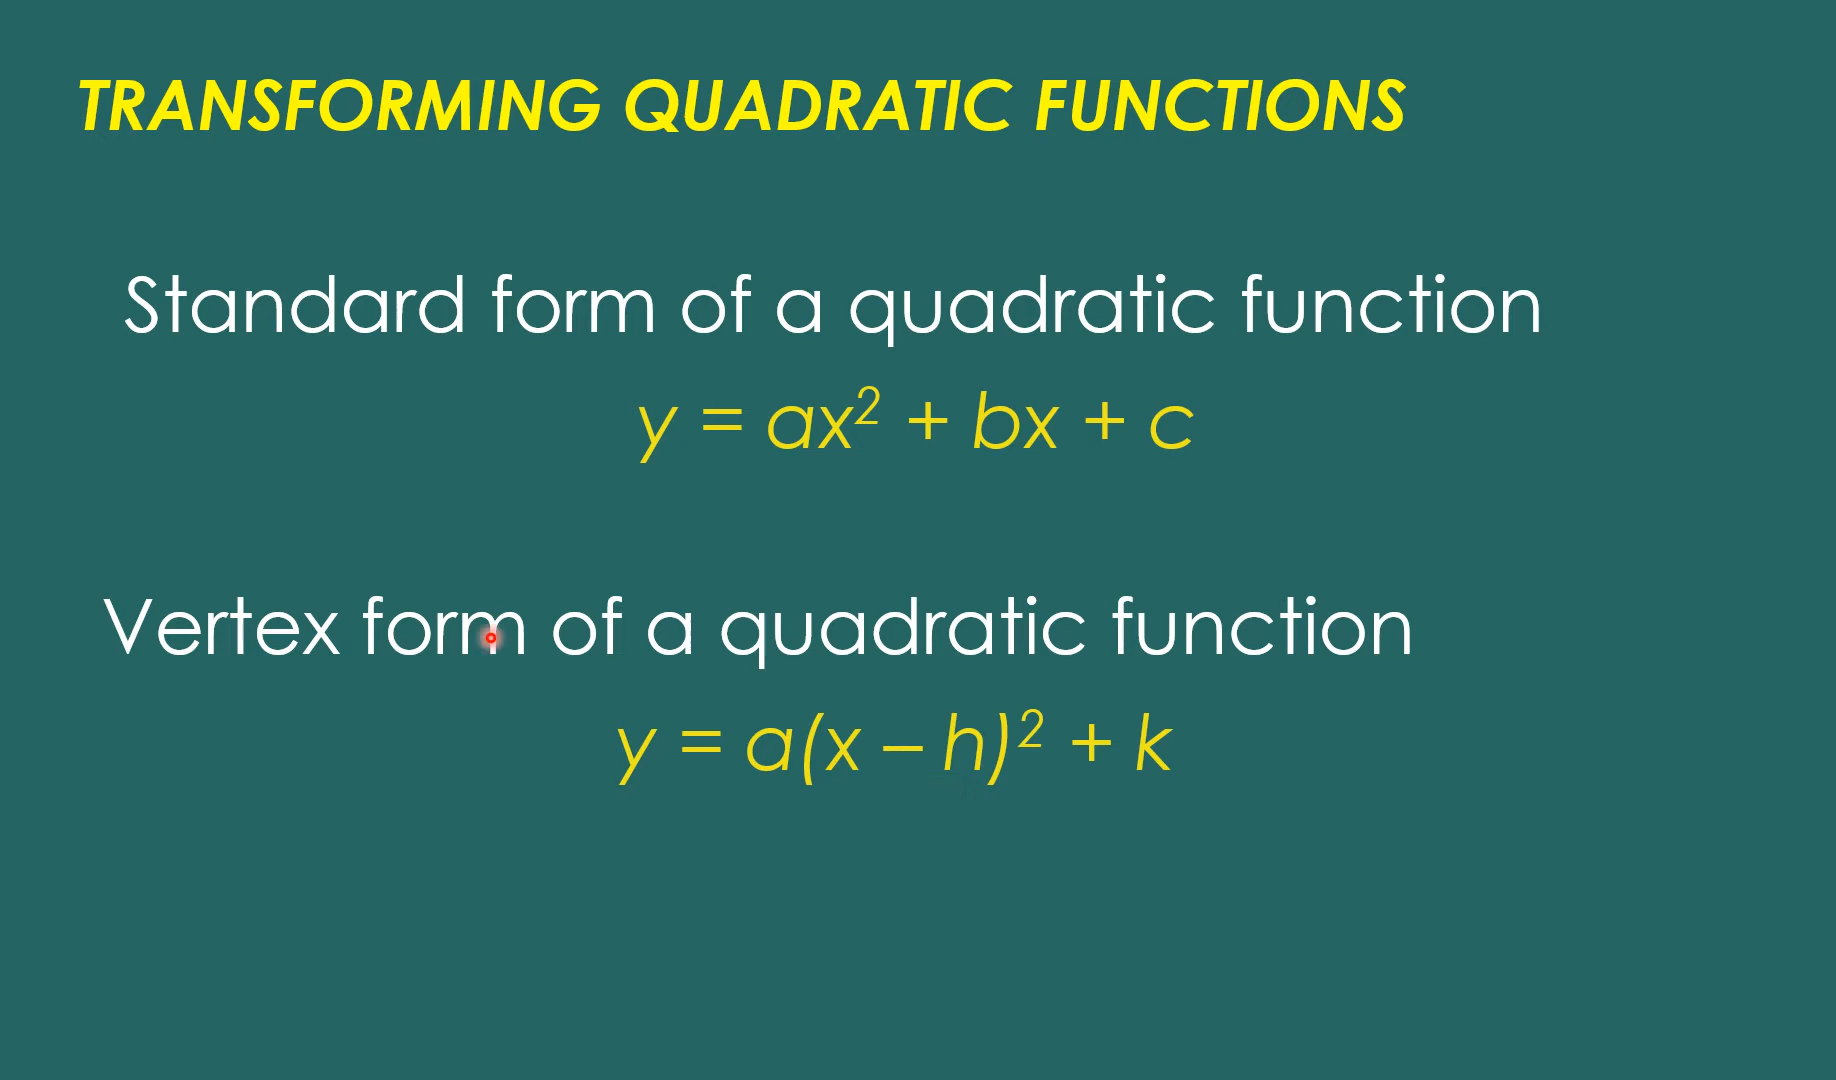 TRANSFORMING QUADRATIC FUNCTIONS
Standard form of a quadratic function
y = ax² + bx + c
Vertex form of a quadratic function
y = a(x – h)² + k